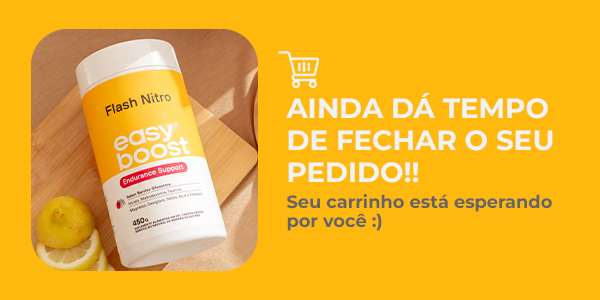 Flash Nitro
easy
boost
Endurance Support
450g
AINDA DÁ TEMPO
DE FECHAR O SEU
PEDIDO!!
Seu carrinho está esperando
por você :)